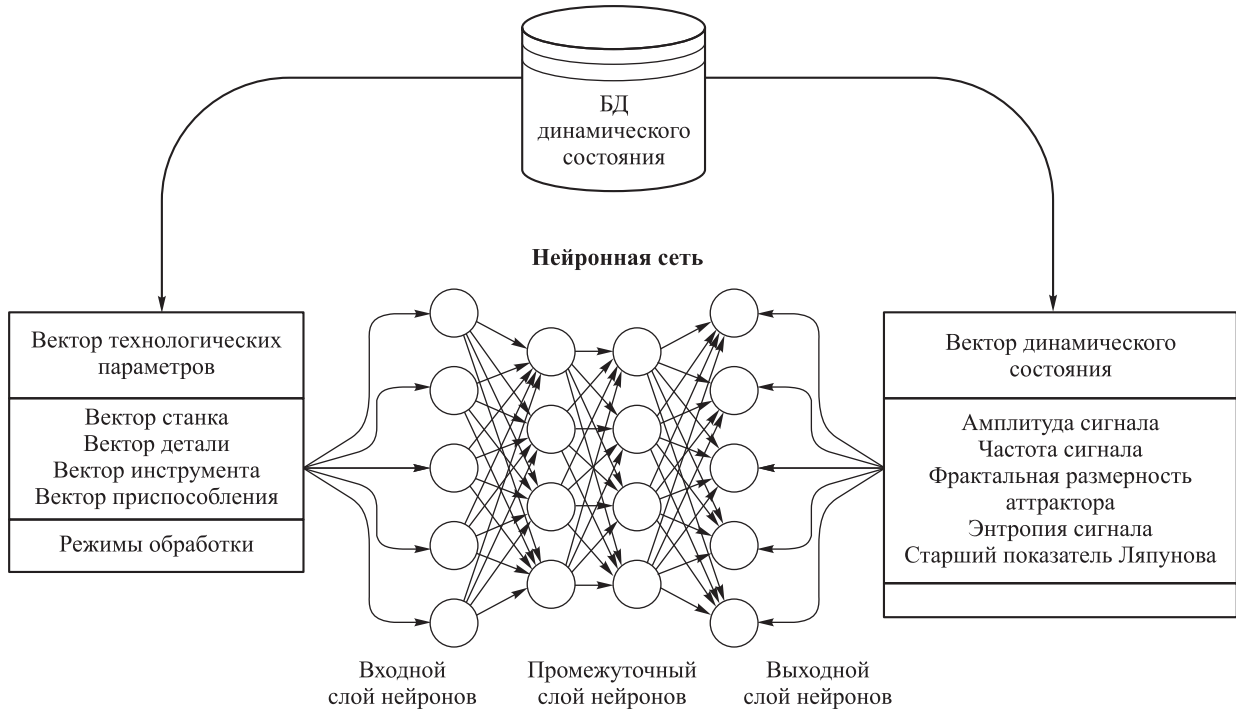 БД
динамического
состояния
Нейронная сеть
Вектор технологических
параметров
Вектор станка
Вектор детали
Вектор инструмента
Вектор приспособления
Режимы обработки
Вектор динамического
состояния
Амплитуда сигнала
Частота сигнала
Фрактальная размерность
аттрактора
Энтропия сигнала
Старший показатель Ляпунова
Входной
слой нейронов
Промежуточный
слой нейронов
Выходной
слой нейронов